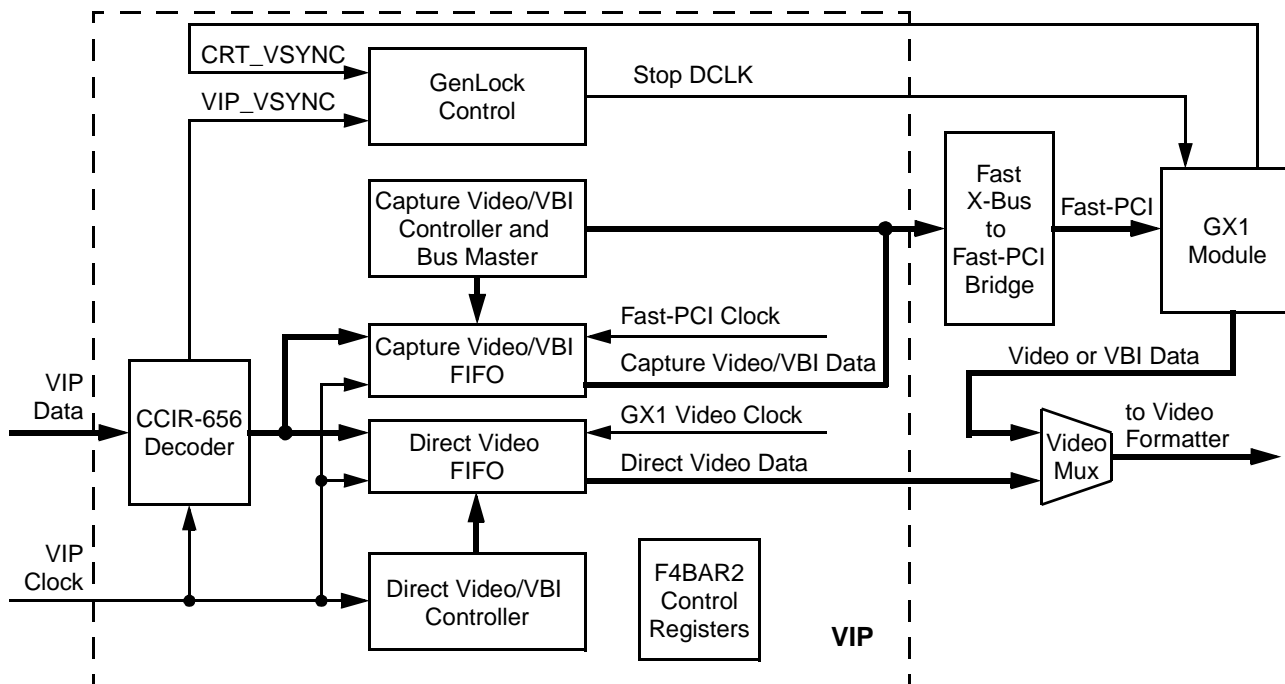 CRT_VSYNC
VIP_VSYNC
GenLock
Control
Stop DCLK
Capture Video/VBI
Controller and
Bus Master
Fast
X-Bus
to
Fast-PCI
Bridge
Fast-PCI
GX1
Module
Capture Video/VBI
FIFO
Fast-PCI Clock
Capture Video/VBI Data
Video or VBI Data
VIP
Data
CCIR-656
Decoder
Direct Video
FIFO
GX1 Video Clock
Direct Video Data
Video
Mux
to Video
Formatter
VIP
Clock
Direct Video/VBI
Controller
F4BAR2
Control
Registers
VIP